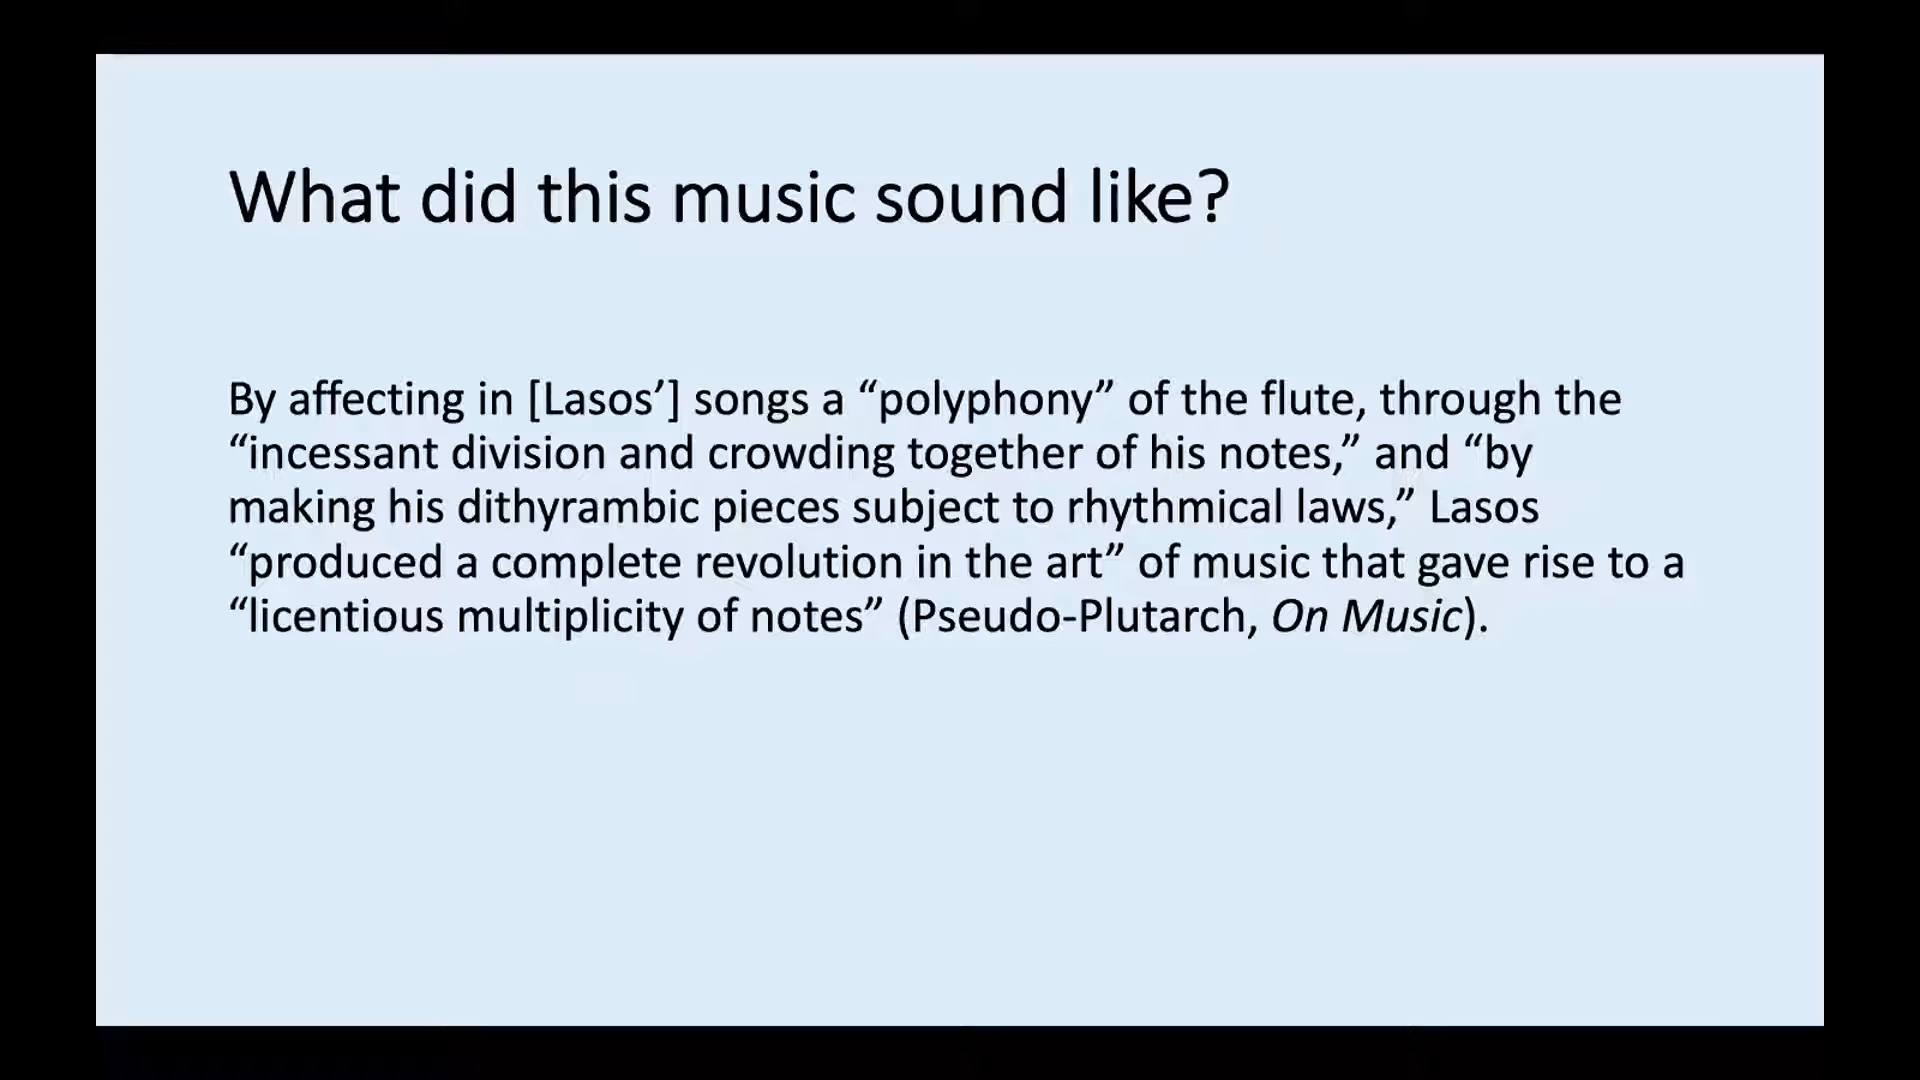 What did this music sound like?
By affecting in [Lasos’] songs a “polyphony” of the flute, through the
“incessant division and crowding together of his notes,” and “by
making his dithyrambic pieces subject to rhythmical laws,” Lasos
“produced a complete revolution in the art” of music that gave rise to a
“licentious multiplicity of notes” (Pseudo-Plutarch, On Music).